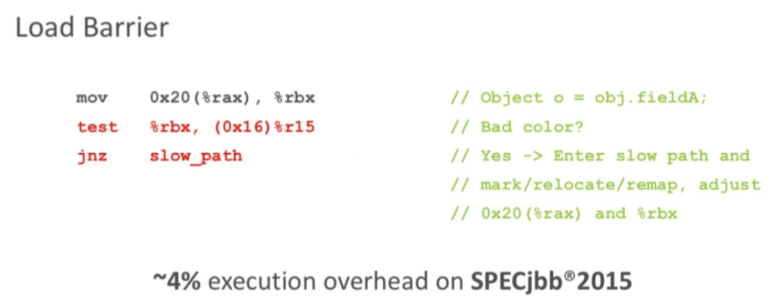 Load Barrier
mov 0x20(%rax), %rbx // Object o = obj.fieldA;
test %rbx, (0x16)%r15 // Bad color?
jnz slow_path // Yes -> Enter slow path and
// mark/relocate/remap, adjust
// 0x20(%rax) and %rbx
~4% execution overhead on SPECjbb®2015